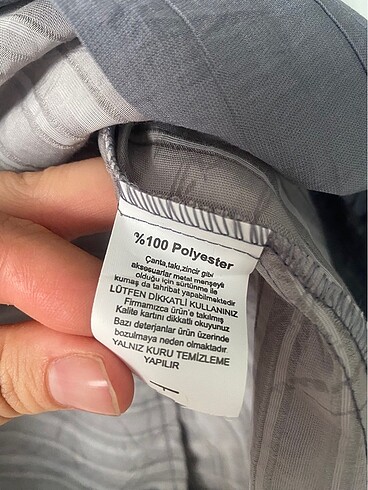 %100 Polyester
Çanta,takı,zincir gibi
aksesuarlar metal menşeyli
olduğu için sürtünme ile
kumaş da tahribat yapabilmektedir
LÜTFEN DİKKATLİ KULLANINIZ
Firmamızca ürün'e takılmış
Kalite kartını dikkatli okuyunuz
Bazı deterjanlar ürün üzerinde
bozulmaya neden olmaktadır
YALNIZ KURU TEMİZLEME
YAPILIR